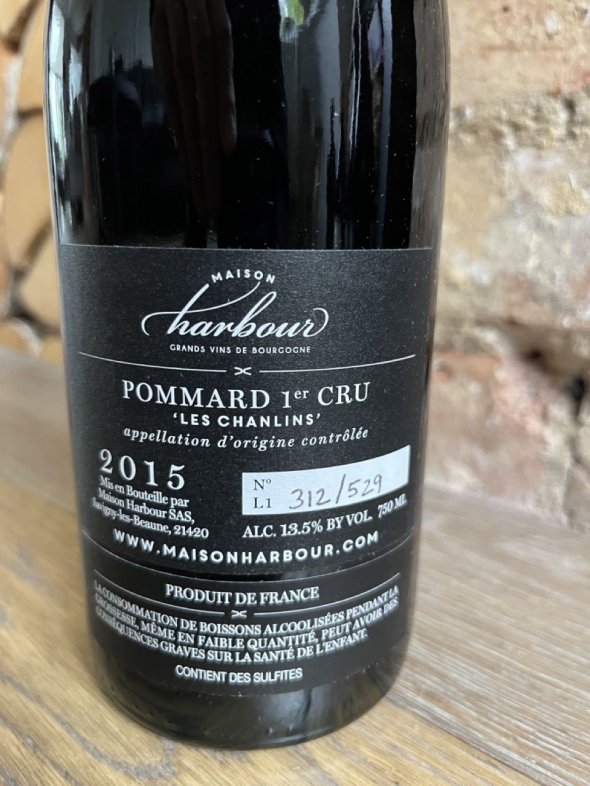 MAISON
harbour
GRANDS VINS DE BOURGOGNE
POMMARD 1er CRU
'LES CHANLINS'
appellation d'origine contrôlée
2015
Mis en Bouteille par
Maison Harbour SAS,
Savigny-les-Beaune, 21420
N°
L1 312/529
ALC. 13.5% BY VOL. 750 ML
WWW.MAISONHARBOUR.COM
PRODUIT DE FRANCE
LA CONSOMMATION DE BOISSONS ALCOOLISÉES PENDANT LA
GROSSESSE, MÊME EN FAIBLE QUANTITÉ, PEUT AVOIR DES
CONSÉQUENCES GRAVES SUR LA SANTÉ DE L'ENFANT.
CONTIENT DES SULFITES